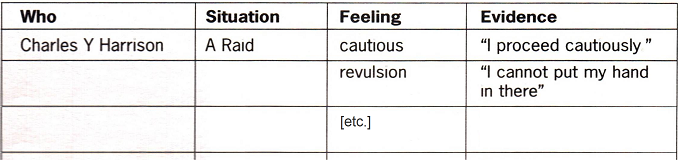 Who Situation Feeling Evidence
Charles Y Harrison A Raid cautious “I proceed cautiously”
revulsion “I cannot put my hand
in there”
[etc.]